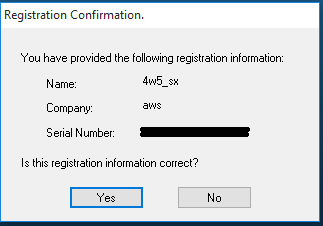 Registration Confirmation.
You have provided the following registration information:
Name: 4w5_sx
Company: aws
Serial Number:
Is this registration information correct?
Yes No